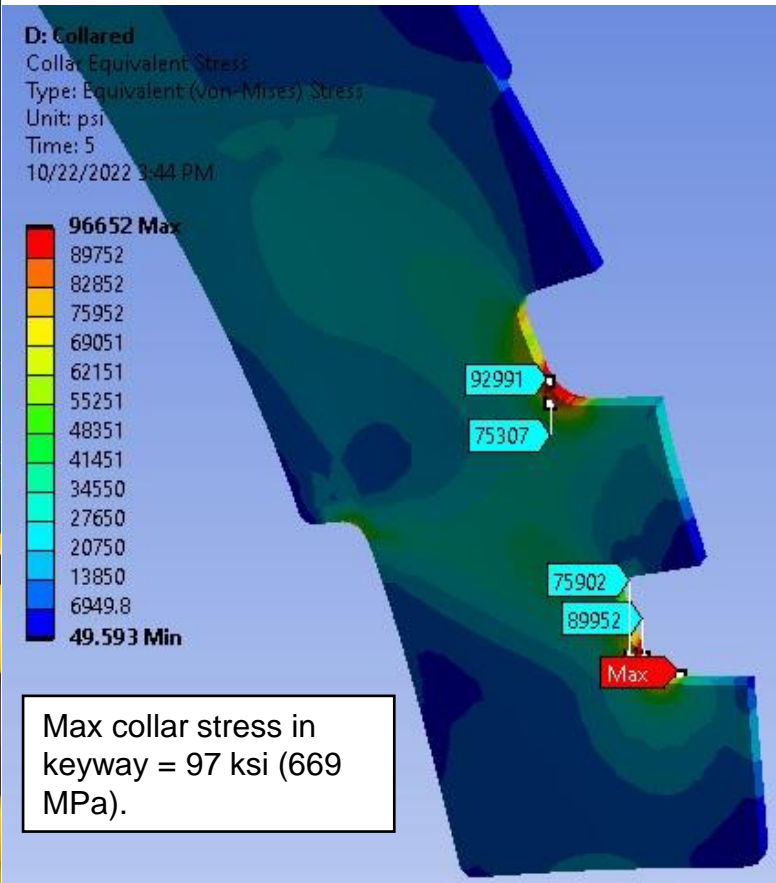 D: Collared
Collar Equivalent Stress
Type: Equivalent (von-Mises) Stress
Unit: psi
Time: 5
10/22/2022 3:44 PM
96652 Max
89752
82852
75952
69051
62151
55251
48351
41451
34550
27650
20750
13850
6949.8
49.593 Min
92991
75307
75902
89952
Max
Max collar stress in
keyway = 97 ksi (669
MPa).